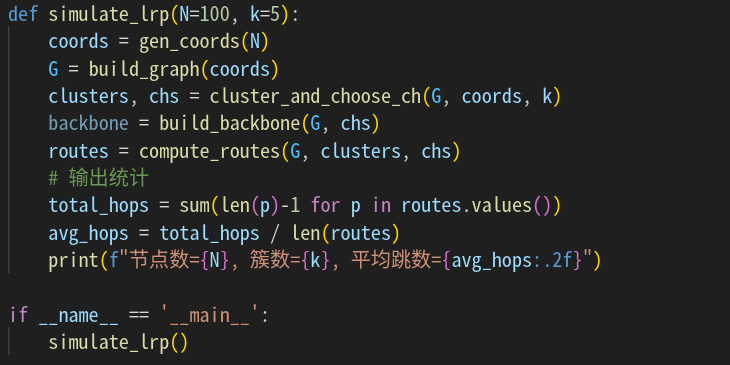 def simulate_lrp(N=100, k=5):
    coords = gen_coords(N)
    G = build_graph(coords)
    clusters, chs = cluster_and_choose_ch(G, coords, k)
    backbone = build_backbone(G, chs)
    routes = compute_routes(G, clusters, chs)
    # 输出统计
    total_hops = sum(len(p)-1 for p in routes.values())
    avg_hops = total_hops / len(routes)
    print(f"节点数={N}, 簇数={k}, 平均跳数={avg_hops:.2f}")

if __name__ == '__main__':
    simulate_lrp()